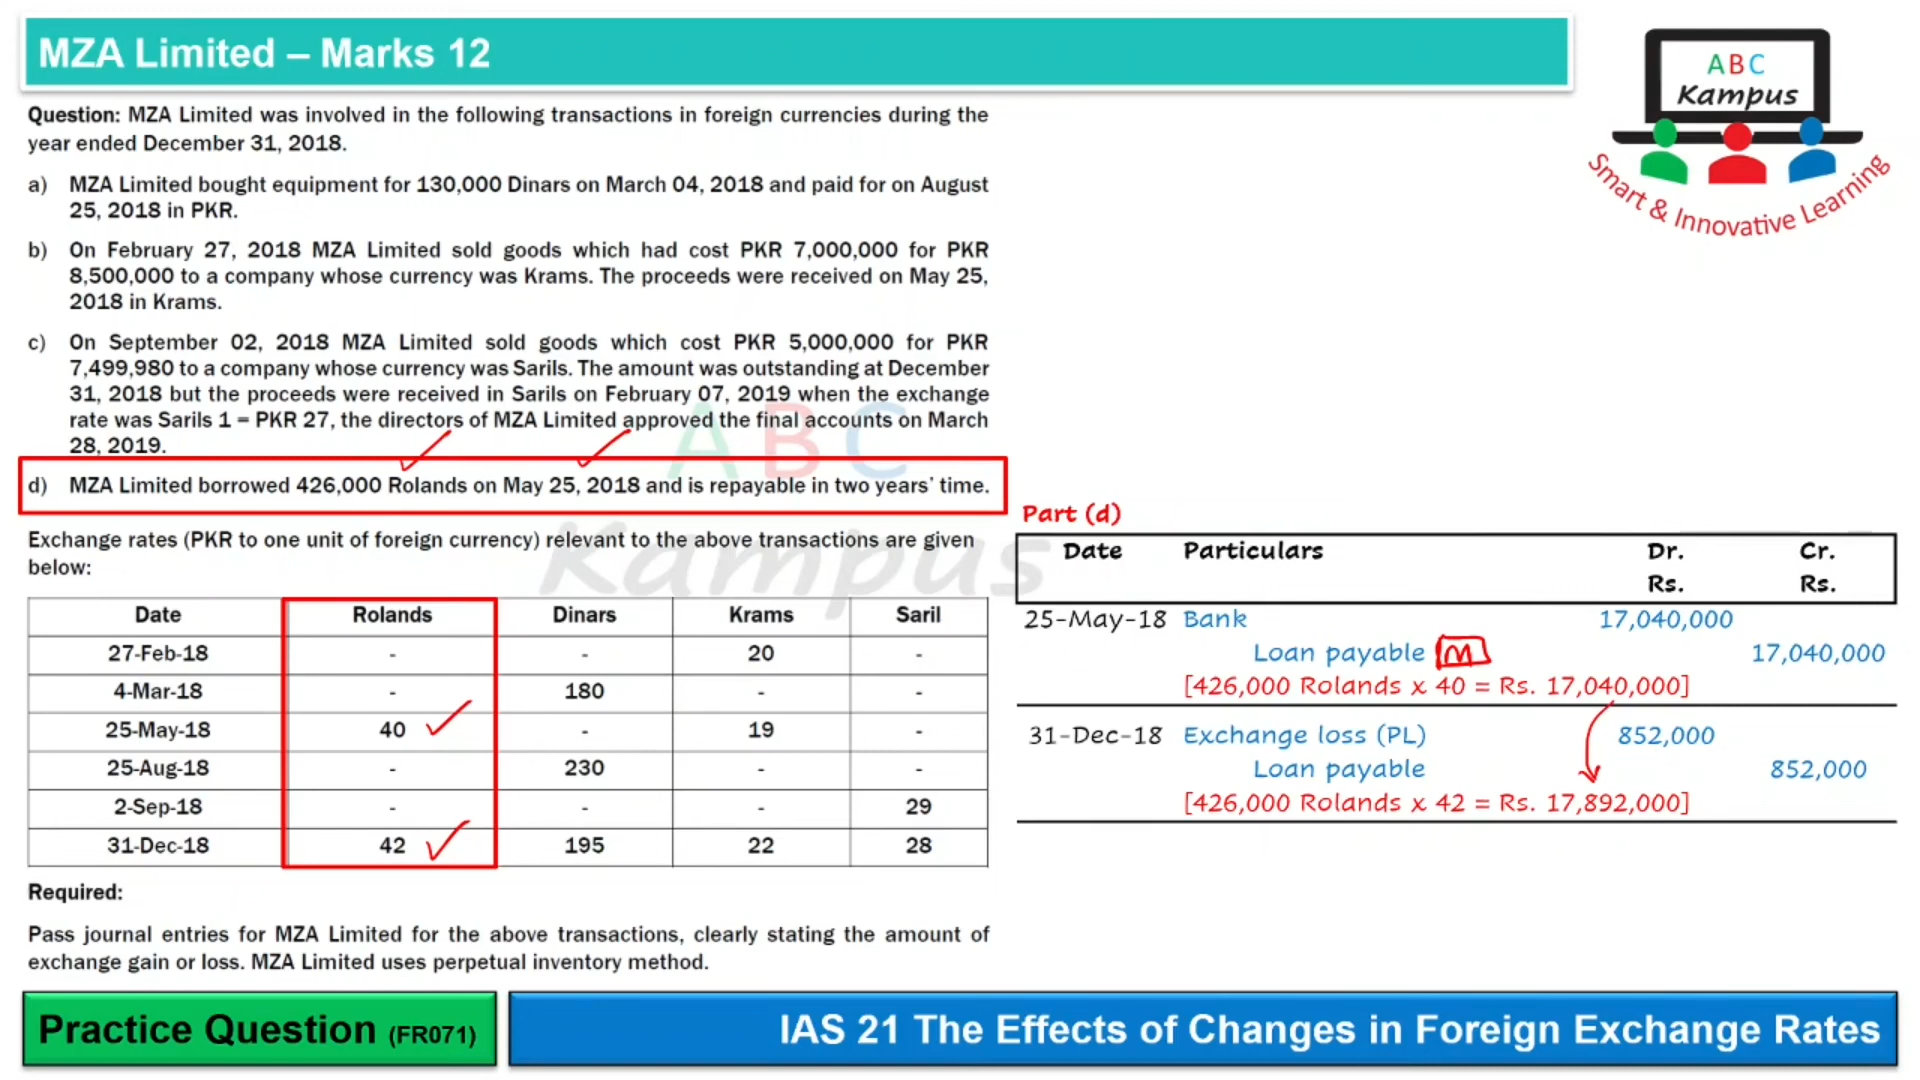 MZA Limited – Marks 12
ABC
Kampus
Smart & Innovative Learning
Question: MZA Limited was involved in the following transactions in foreign currencies during the
year ended December 31, 2018.
a) MZA Limited bought equipment for 130,000 Dinars on March 04, 2018 and paid for on August
25, 2018 in PKR.
b) On February 27, 2018 MZA Limited sold goods which had cost PKR 7,000,000 for PKR
8,500,000 to a company whose currency was Krams. The proceeds were received on May 25,
2018 in Krams.
c) On September 02, 2018 MZA Limited sold goods which cost PKR 5,000,000 for PKR
7,499,980 to a company whose currency was Sarils. The amount was outstanding at December
31, 2018 but the proceeds were received in Sarils on February 07, 2019 when the exchange
rate was Sarils 1 = PKR 27, the directors of MZA Limited approved the final accounts on March
28, 2019.
d) MZA Limited borrowed 426,000 Rolands on May 25, 2018 and is repayable in two years' time.
Exchange rates (PKR to one unit of foreign currency) relevant to the above transactions are given
below:
ABC
Kampus
Date Rolands Dinars Krams Saril
27-Feb-18 - - 20 -
4-Mar-18 - 180 - -
25-May-18 40 - 19 -
25-Aug-18 - 230 - -
2-Sep-18 - - - 29
31-Dec-18 42 195 22 28
Required:
Pass journal entries for MZA Limited for the above transactions, clearly stating the amount of
exchange gain or loss. MZA Limited uses perpetual inventory method.
Part (d)
Date Particulars Dr. Cr.
Rs. Rs.
25-May-18 Bank 17,040,000
Loan payable M 17,040,000
[426,000 Rolands x 40 = Rs. 17,040,000]
31-Dec-18 Exchange loss (PL) 852,000
Loan payable 852,000
[426,000 Rolands x 42 = Rs. 17,892,000]
Practice Question (FR071)
IAS 21 The Effects of Changes in Foreign Exchange Rates